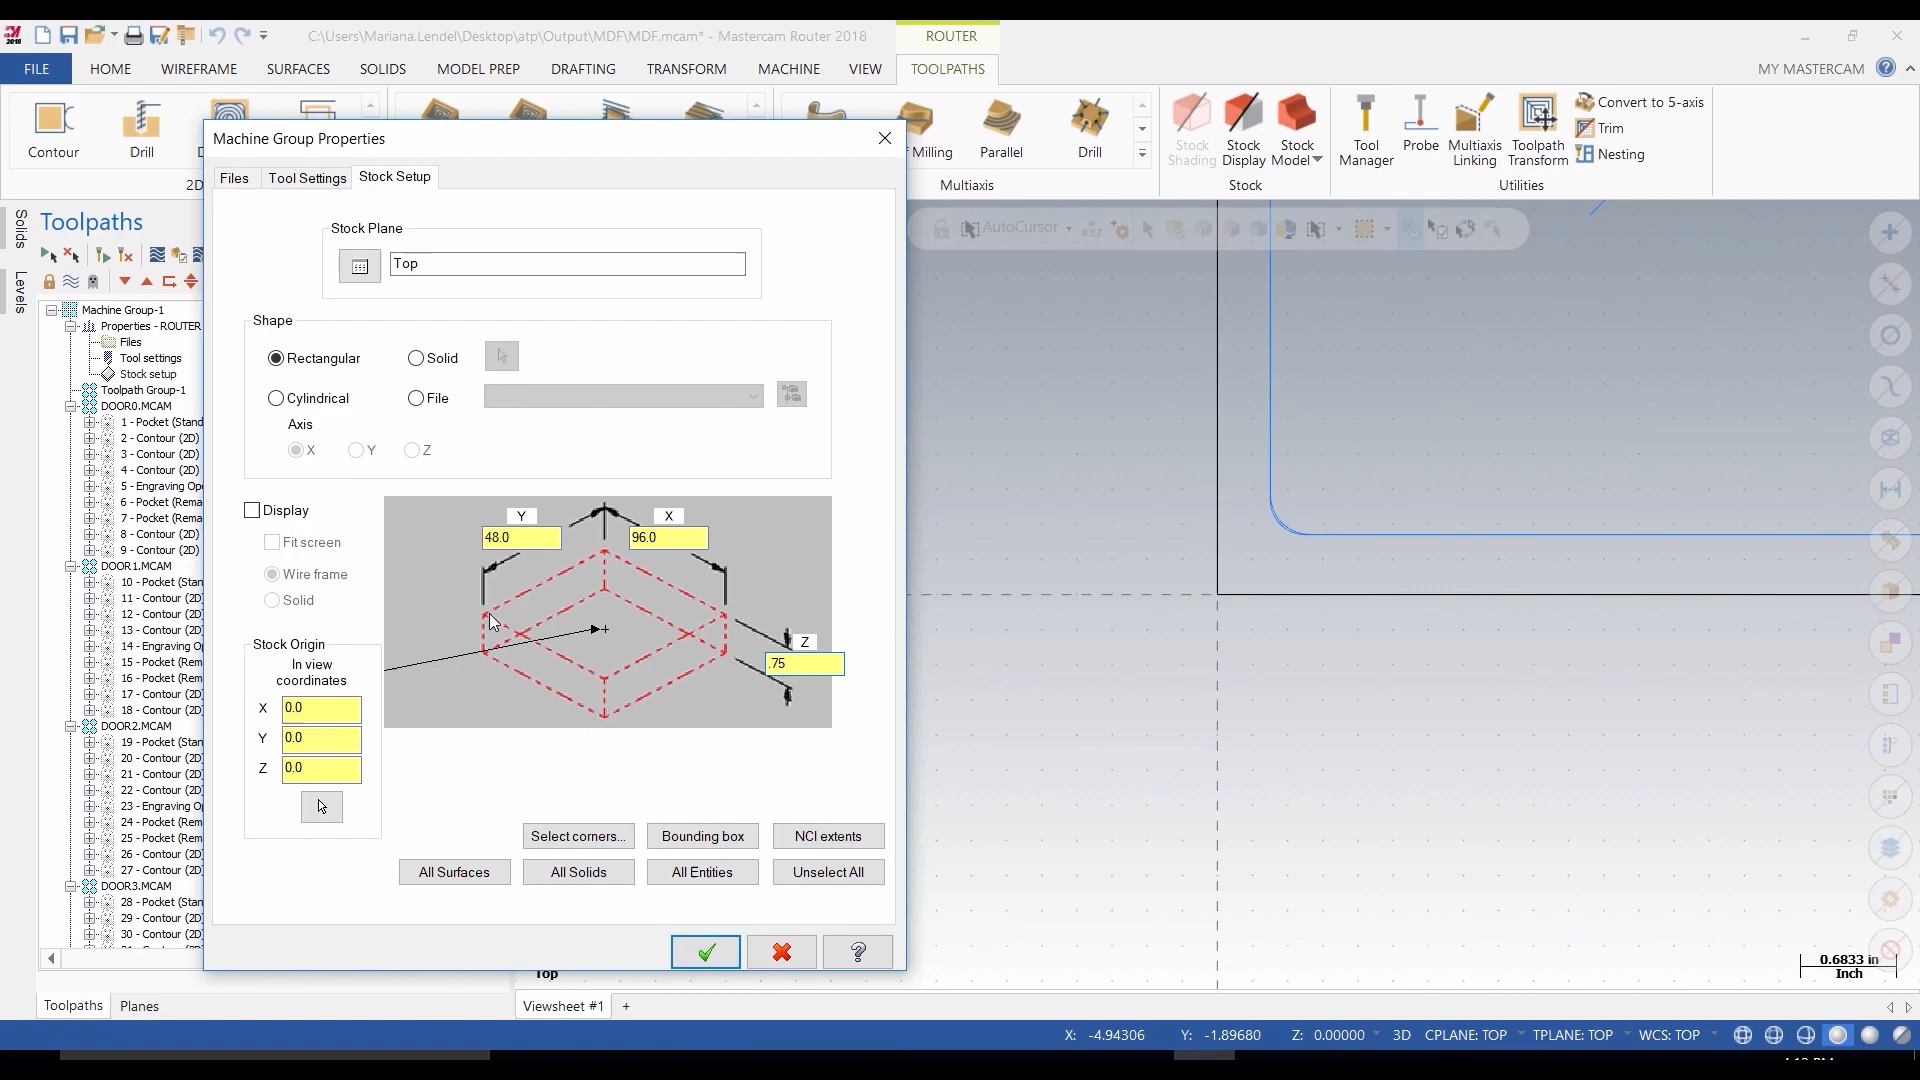 ROUTER
C:\Users\Mariana.Lendel\Desktop\atp\Output\MDF\MDF.mcam* - Mastercam Router 2018
2018
FILE
HOME
WIREFRAME
SURFACES
SOLIDS
MODEL PREP
DRAFTING
TRANSFORM
MACHINE
VIEW
TOOLPATHS
MY MASTERCAM
Contour
Drill
Milling
Parallel
Drill
Stock
Shading
Stock
Display
Stock
Model
Tool
Manager
Probe
Multiaxis
Linking
Toolpath
Transform
Convert to 5-axis
Trim
Nesting
2D
Multiaxis
Stock
Utilities
AutoCursor
Solids
Levels
Toolpaths
Machine Group-1
Properties - ROUTER
Files
Tool settings
Stock setup
Toolpath Group-1
DOOR0.MCAM
1 - Pocket (Stand
2 - Contour (2D)
3 - Contour (2D)
4 - Contour (2D)
5 - Engraving Ope
6 - Pocket (Rema
7 - Pocket (Rema
8 - Contour (2D)
9 - Contour (2D)
DOOR1.MCAM
10 - Pocket (Stan
11 - Contour (2D)
12 - Contour (2D)
13 - Contour (2D)
14 - Engraving Op
15 - Pocket (Rem
16 - Pocket (Rem
17 - Contour (2D)
18 - Contour (2D)
DOOR2.MCAM
19 - Pocket (Stan
20 - Contour (2D)
21 - Contour (2D)
22 - Contour (2D)
23 - Engraving Op
24 - Pocket (Rem
25 - Pocket (Rem
26 - Contour (2D)
27 - Contour (2D)
DOOR3.MCAM
28 - Pocket (Stan
29 - Contour (2D)
30 - Contour (2D)
Machine Group Properties
Files
Tool Settings
Stock Setup
Stock Plane
Top
Shape
Rectangular
Solid
Cylindrical
File
Axis
X
Y
Z
Display
Fit screen
Wire frame
Solid
Y
48.0
X
96.0
Z
.75
Stock Origin
In view
coordinates
X
0.0
Y
0.0
Z
0.0
Select corners...
Bounding box
NCI extents
All Surfaces
All Solids
All Entities
Unselect All
Top
0.6833 in
Inch
Toolpaths
Planes
Viewsheet #1
+
X: -4.94306
Y: -1.89680
Z: 0.00000
3D
CPLANE: TOP
TPLANE: TOP
WCS: TOP